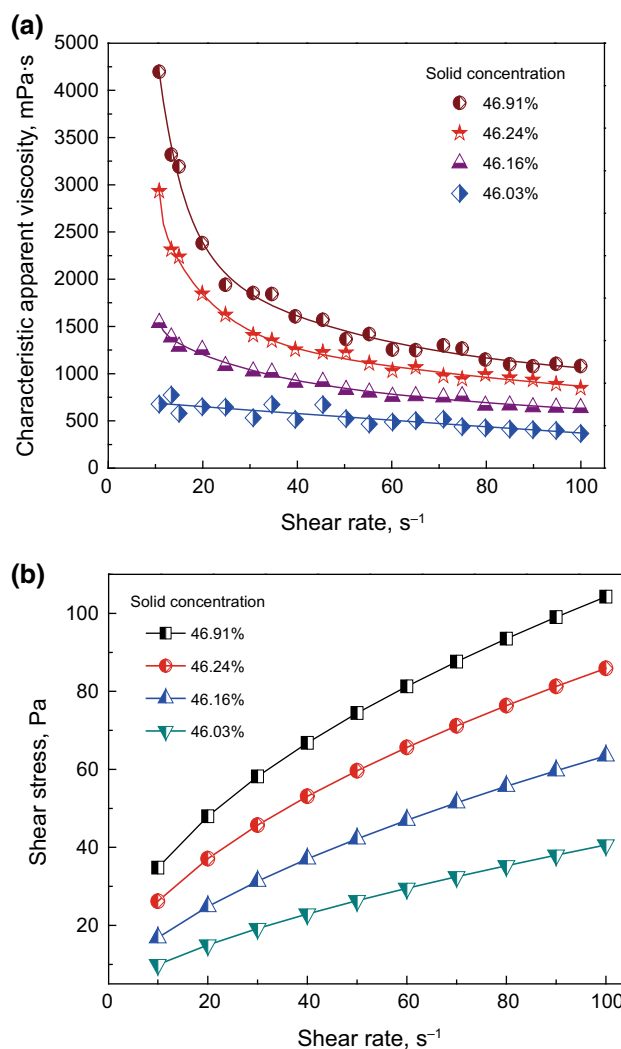 (a)
5000
4500
4000
3500
3000
2500
2000
1500
1000
500
0
Characteristic apparent viscosity, mPa·s
Solid concentration
46.91%
46.24%
46.16%
46.03%
0 20 40 60 80 100
Shear rate, s⁻¹
(b)
100
80
60
40
20
Shear stress, Pa
Solid concentration
46.91%
46.24%
46.16%
46.03%
0 20 40 60 80 100
Shear rate, s⁻¹